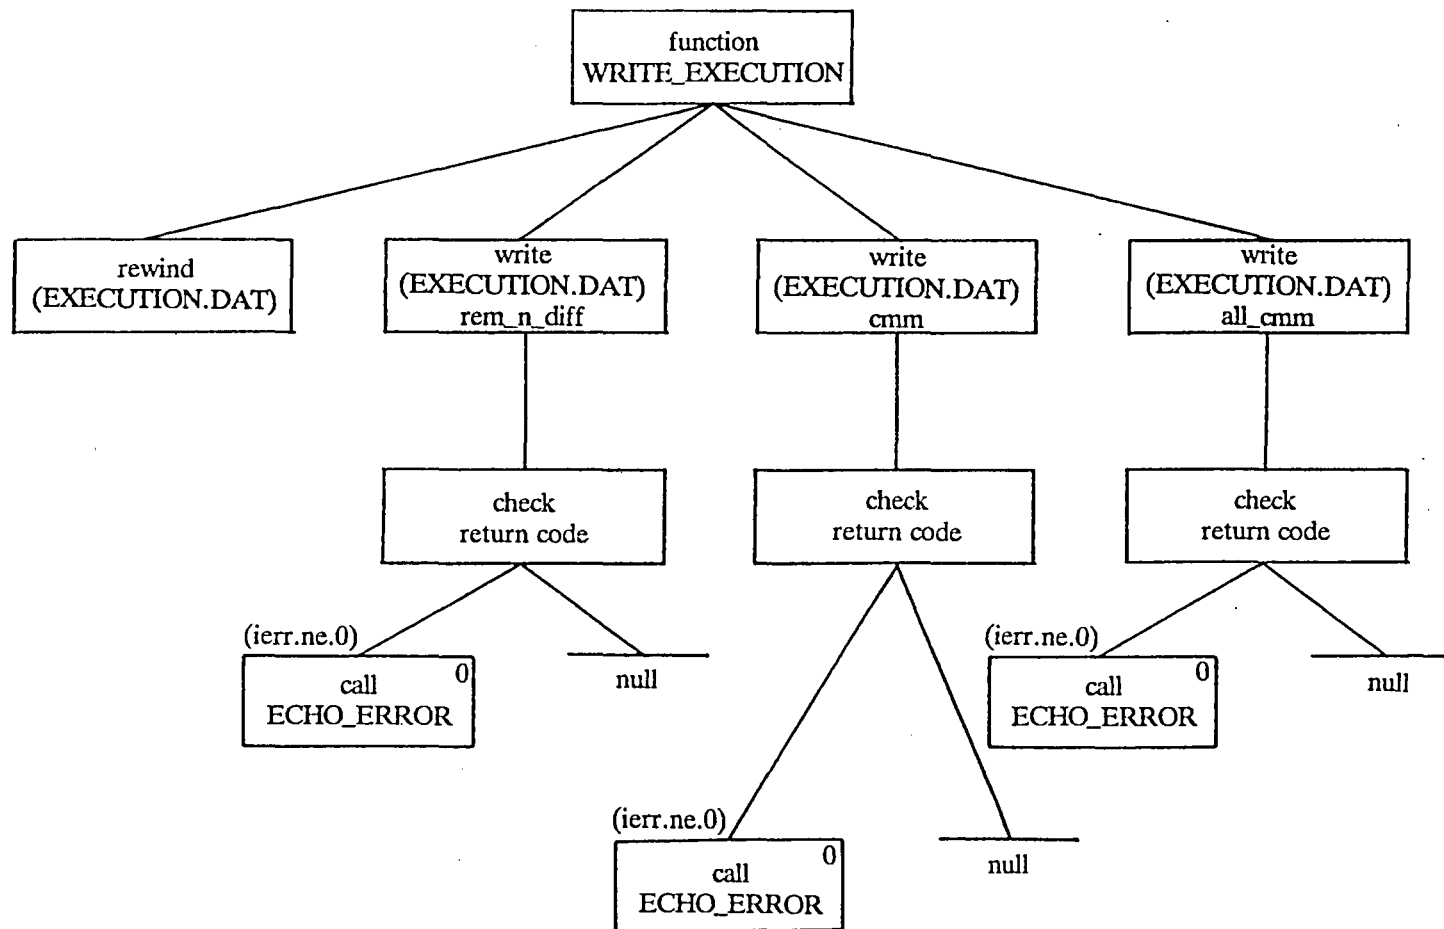 function
WRITE_EXECUTION
rewind
(EXECUTION.DAT)
write
(EXECUTION.DAT)
rem_n_diff
write
(EXECUTION.DAT)
cmm
write
(EXECUTION.DAT)
all_cmm
check
return code
check
return code
check
return code
(ierr.ne.0)
0
call
ECHO_ERROR
null
(ierr.ne.0)
0
call
ECHO_ERROR
null
(ierr.ne.0)
0
call
ECHO_ERROR
null